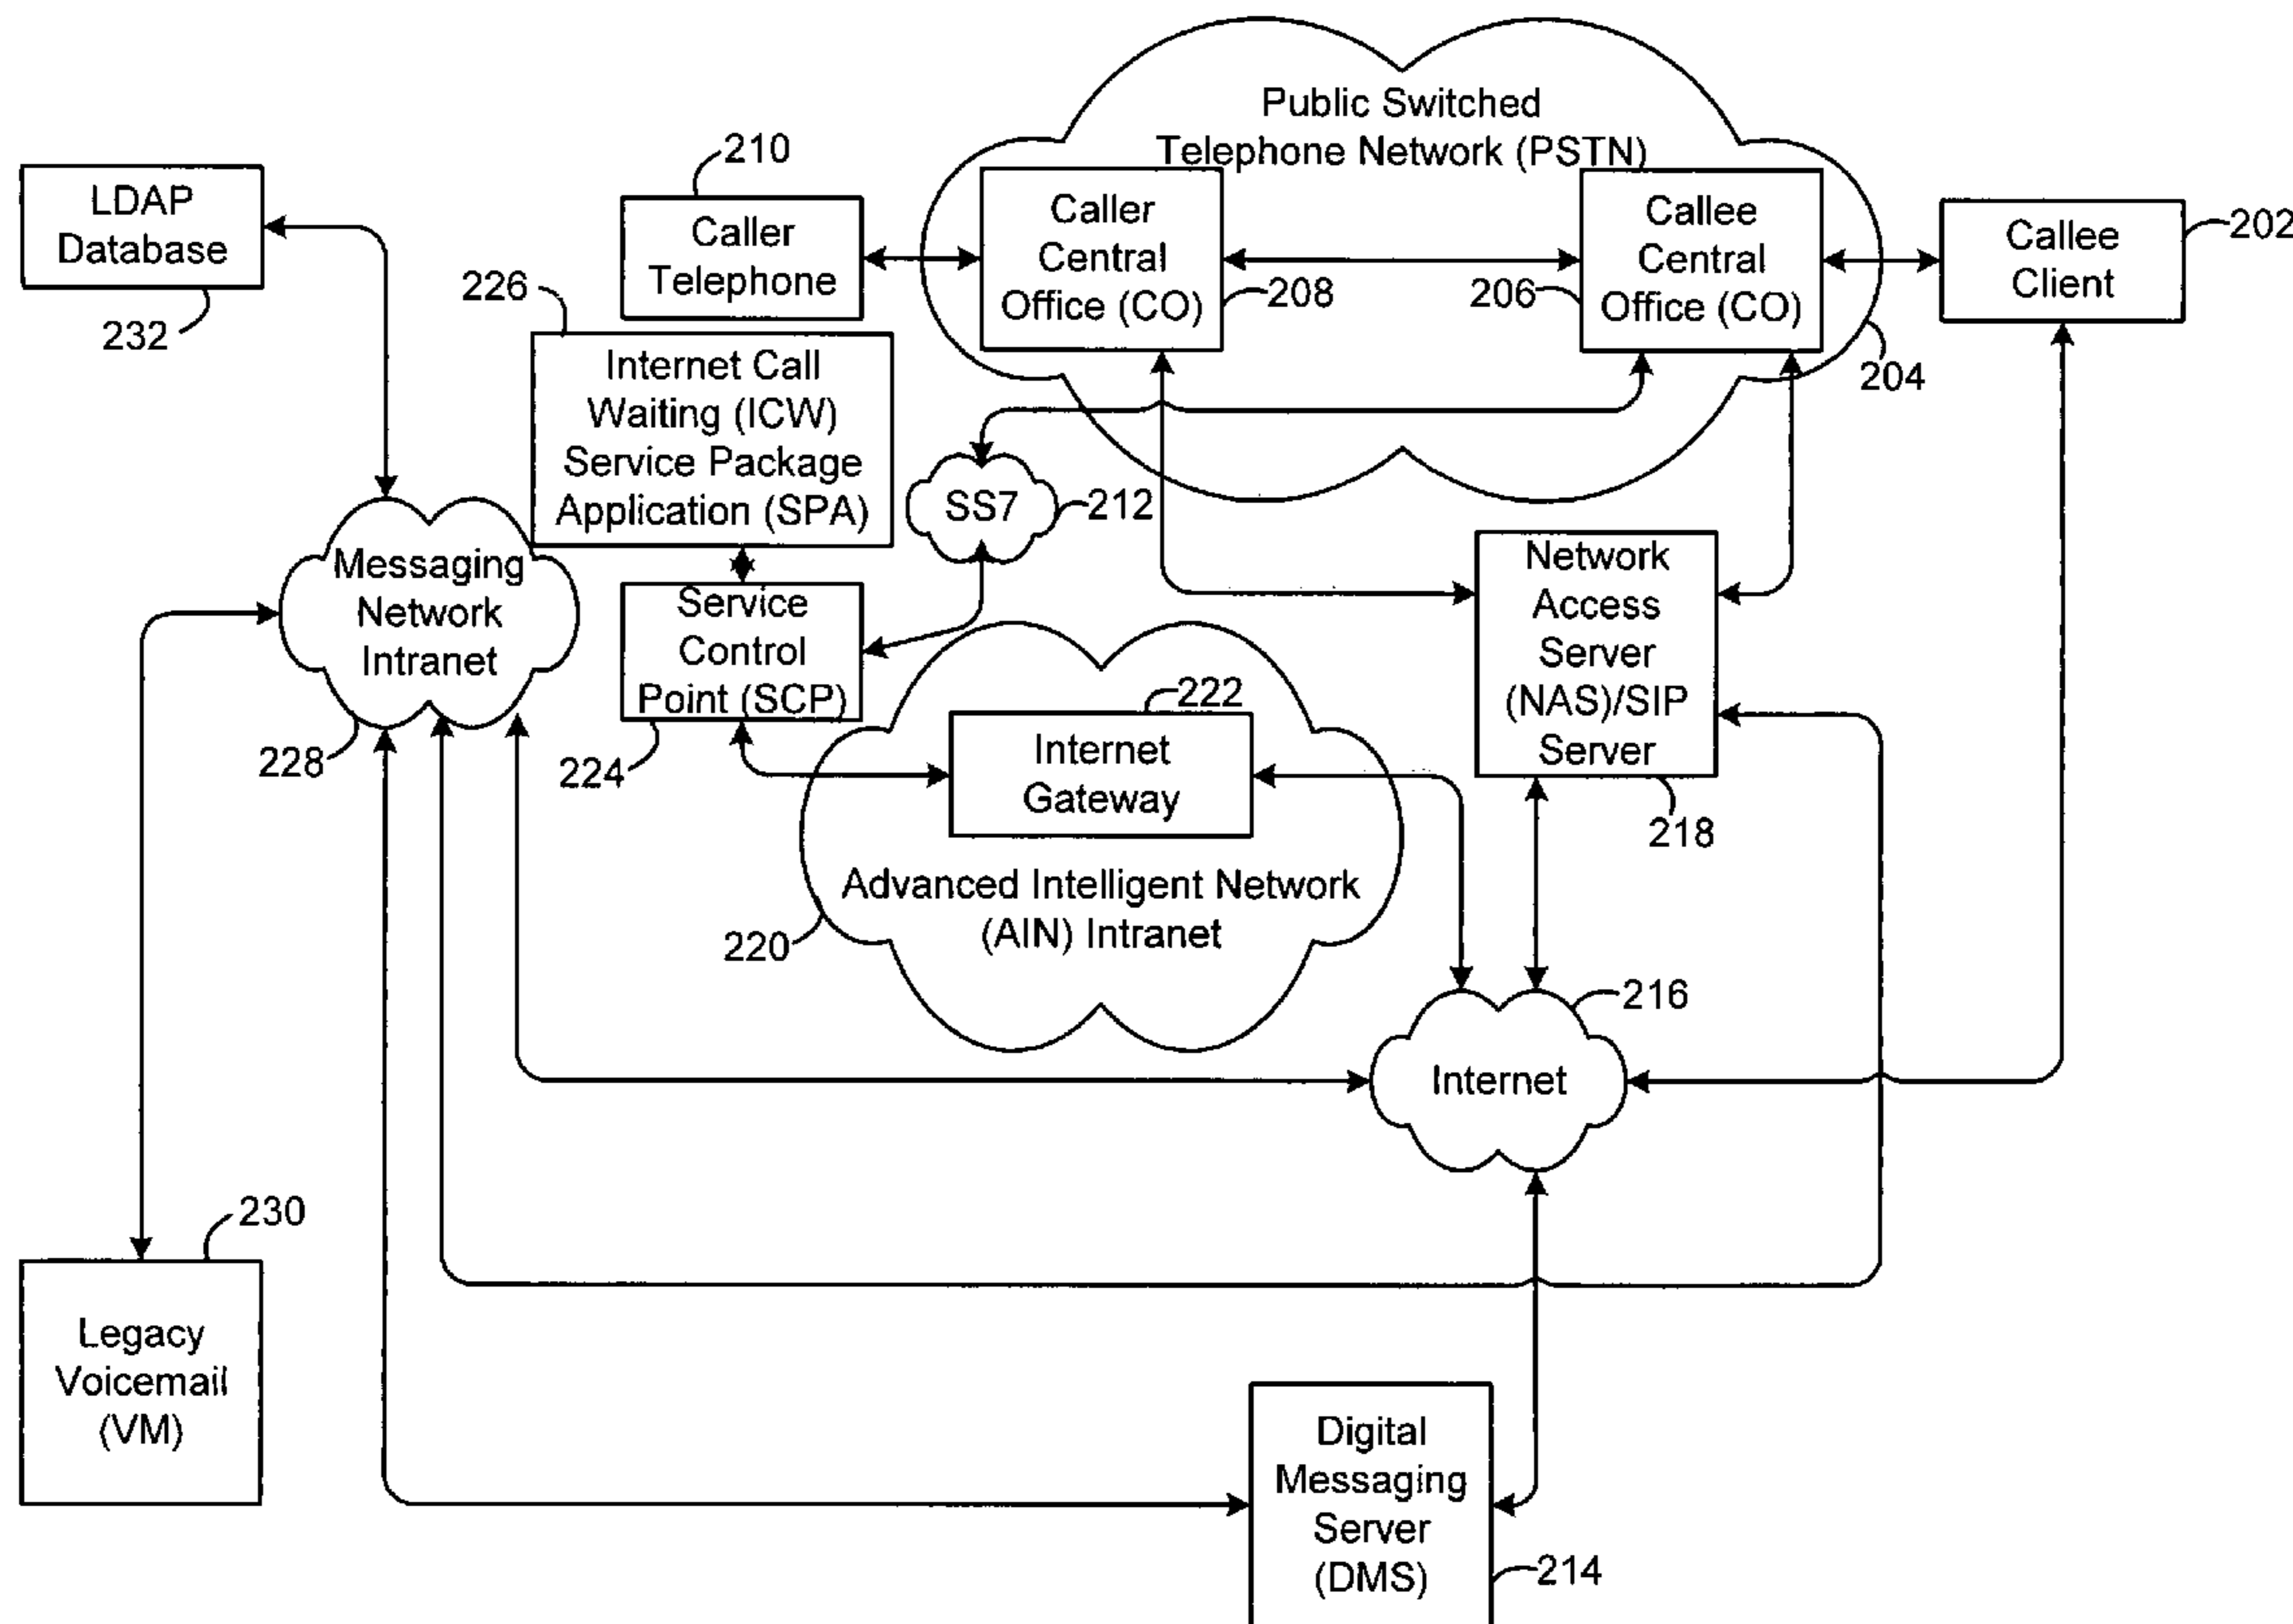 Public Switched
Telephone Network (PSTN)
210
LDAP
Database
232
Caller
Telephone
Caller
Central
Office (CO)
208
206
Callee
Central
Office (CO)
Callee
Client
202
204
226
Internet Call
Waiting (ICW)
Service Package
Application (SPA)
SS7
212
Messaging
Network
Intranet
228
Service
Control
Point (SCP)
224
222
Internet
Gateway
Advanced Intelligent Network
(AIN) Intranet
220
Network
Access
Server
(NAS)/SIP
Server
218
216
Internet
230
Legacy
Voicemail
(VM)
Digital
Messaging
Server
(DMS)
214